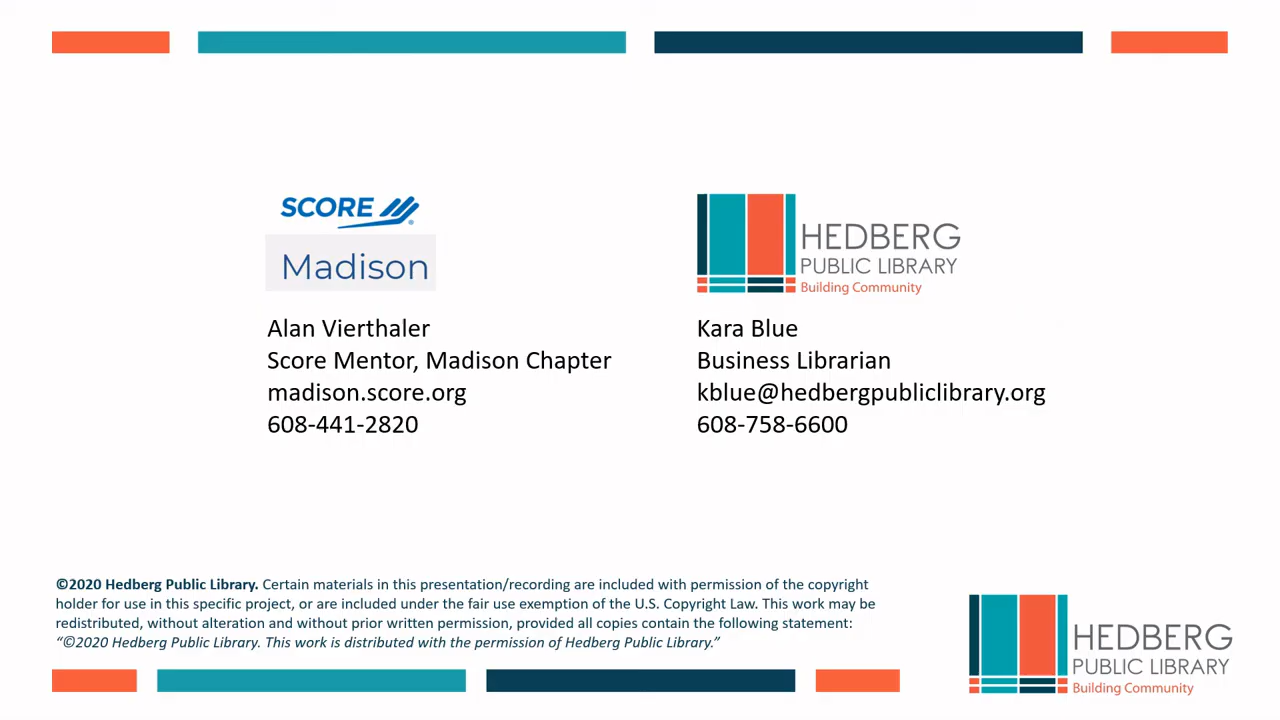 SCORE
Madison
Alan Vierthaler
Score Mentor, Madison Chapter
madison.score.org
608-441-2820
HEDBERG
PUBLIC LIBRARY
Building Community
Kara Blue
Business Librarian
kblue@hedbergpubliclibrary.org
608-758-6600
©2020 Hedberg Public Library. Certain materials in this presentation/recording are included with permission of the copyright
holder for use in this specific project, or are included under the fair use exemption of the U.S. Copyright Law. This work may be
redistributed, without alteration and without prior written permission, provided all copies contain the following statement:
“©2020 Hedberg Public Library. This work is distributed with the permission of Hedberg Public Library.”
HEDBERG
PUBLIC LIBRARY
Building Community